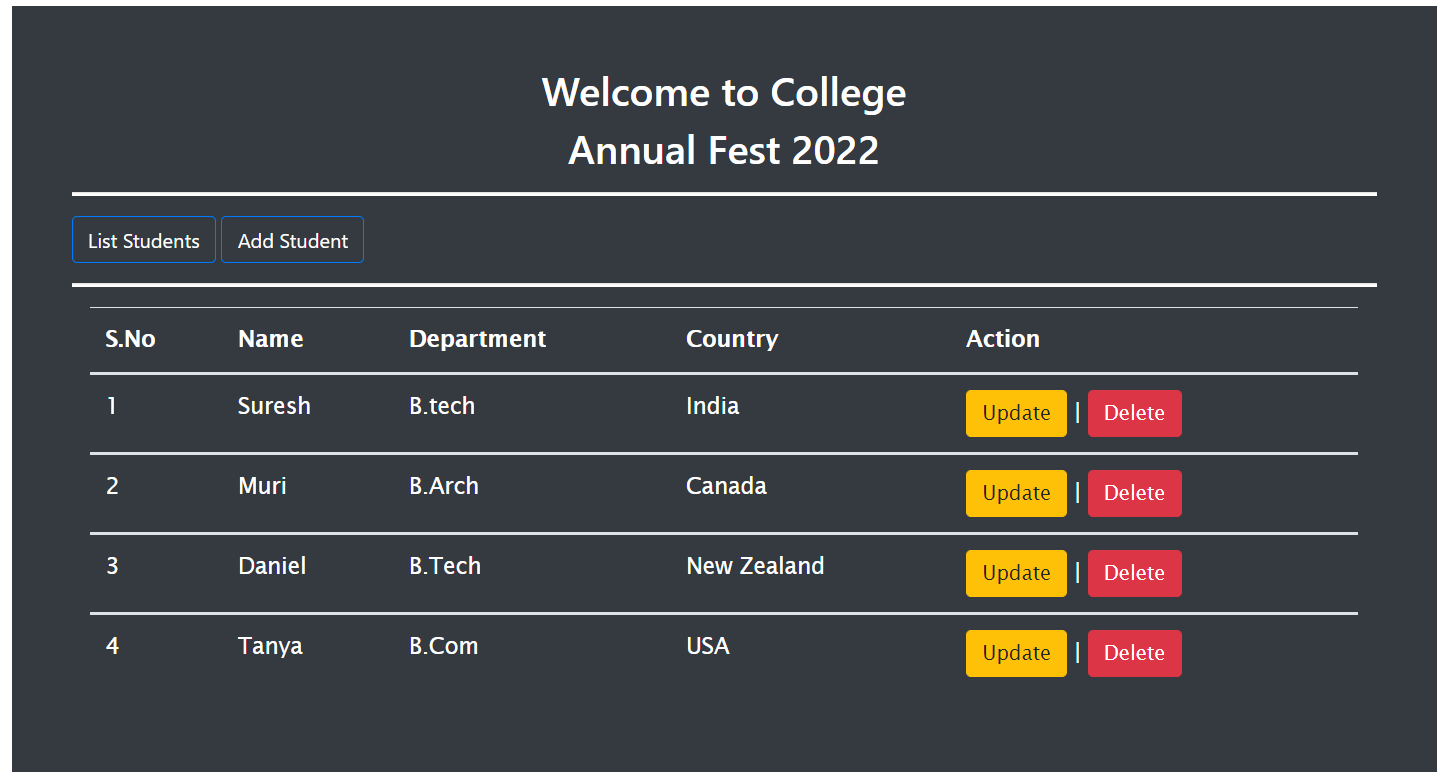 Welcome to College
Annual Fest 2022
List Students Add Student
S.No Name Department Country Action
1 Suresh B.tech India Update | Delete
2 Muri B.Arch Canada Update | Delete
3 Daniel B.Tech New Zealand Update | Delete
4 Tanya B.Com USA Update | Delete